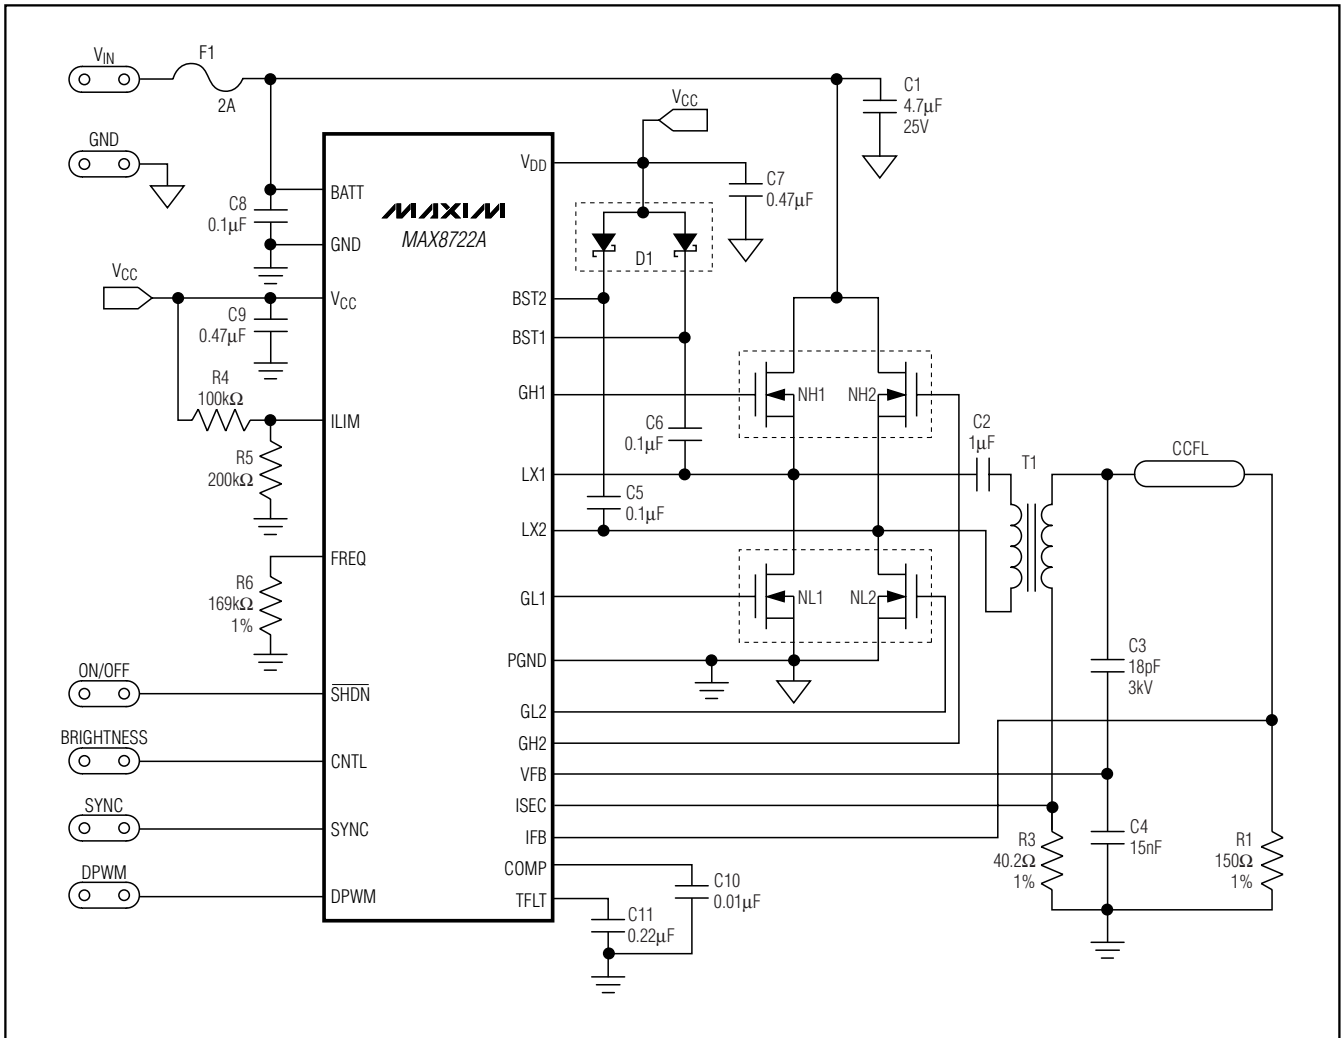 VIN
F1
2A
GND
C1
4.7µF
25V
VCC
VDD
C7
0.47µF
BATT
MAXIM
MAX8722A
C8
0.1µF
GND
D1
VCC
VCC
BST2
C9
0.47µF
BST1
R4
100kΩ
GH1
NH1
NH2
ILIM
C6
0.1µF
C2
1µF
CCFL
R5
200kΩ
LX1
T1
C5
0.1µF
LX2
FREQ
R6
169kΩ
1%
GL1
NL1
NL2
PGND
C3
18pF
3kV
ON/OFF
SHDN
GL2
BRIGHTNESS
GH2
CNTL
VFB
ISEC
SYNC
SYNC
IFB
R3
40.2Ω
1%
C4
15nF
R1
150Ω
1%
COMP
DPWM
DPWM
TFLT
C10
0.01µF
C11
0.22µF